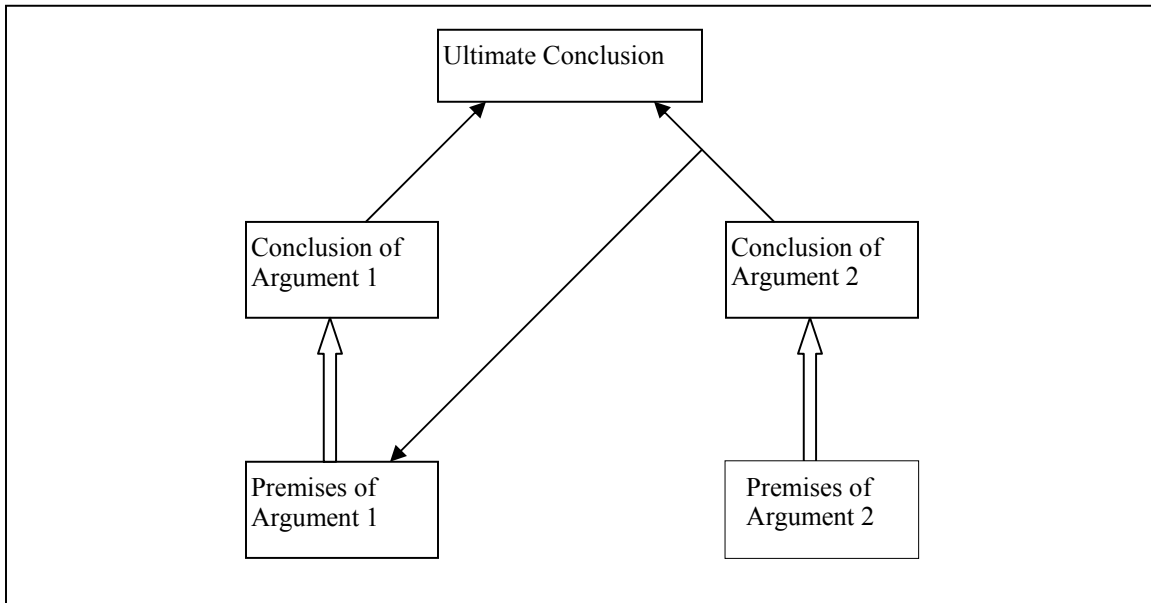 Ultimate Conclusion
Conclusion of
Argument 1
Conclusion of
Argument 2
Premises of
Argument 1
Premises of
Argument 2